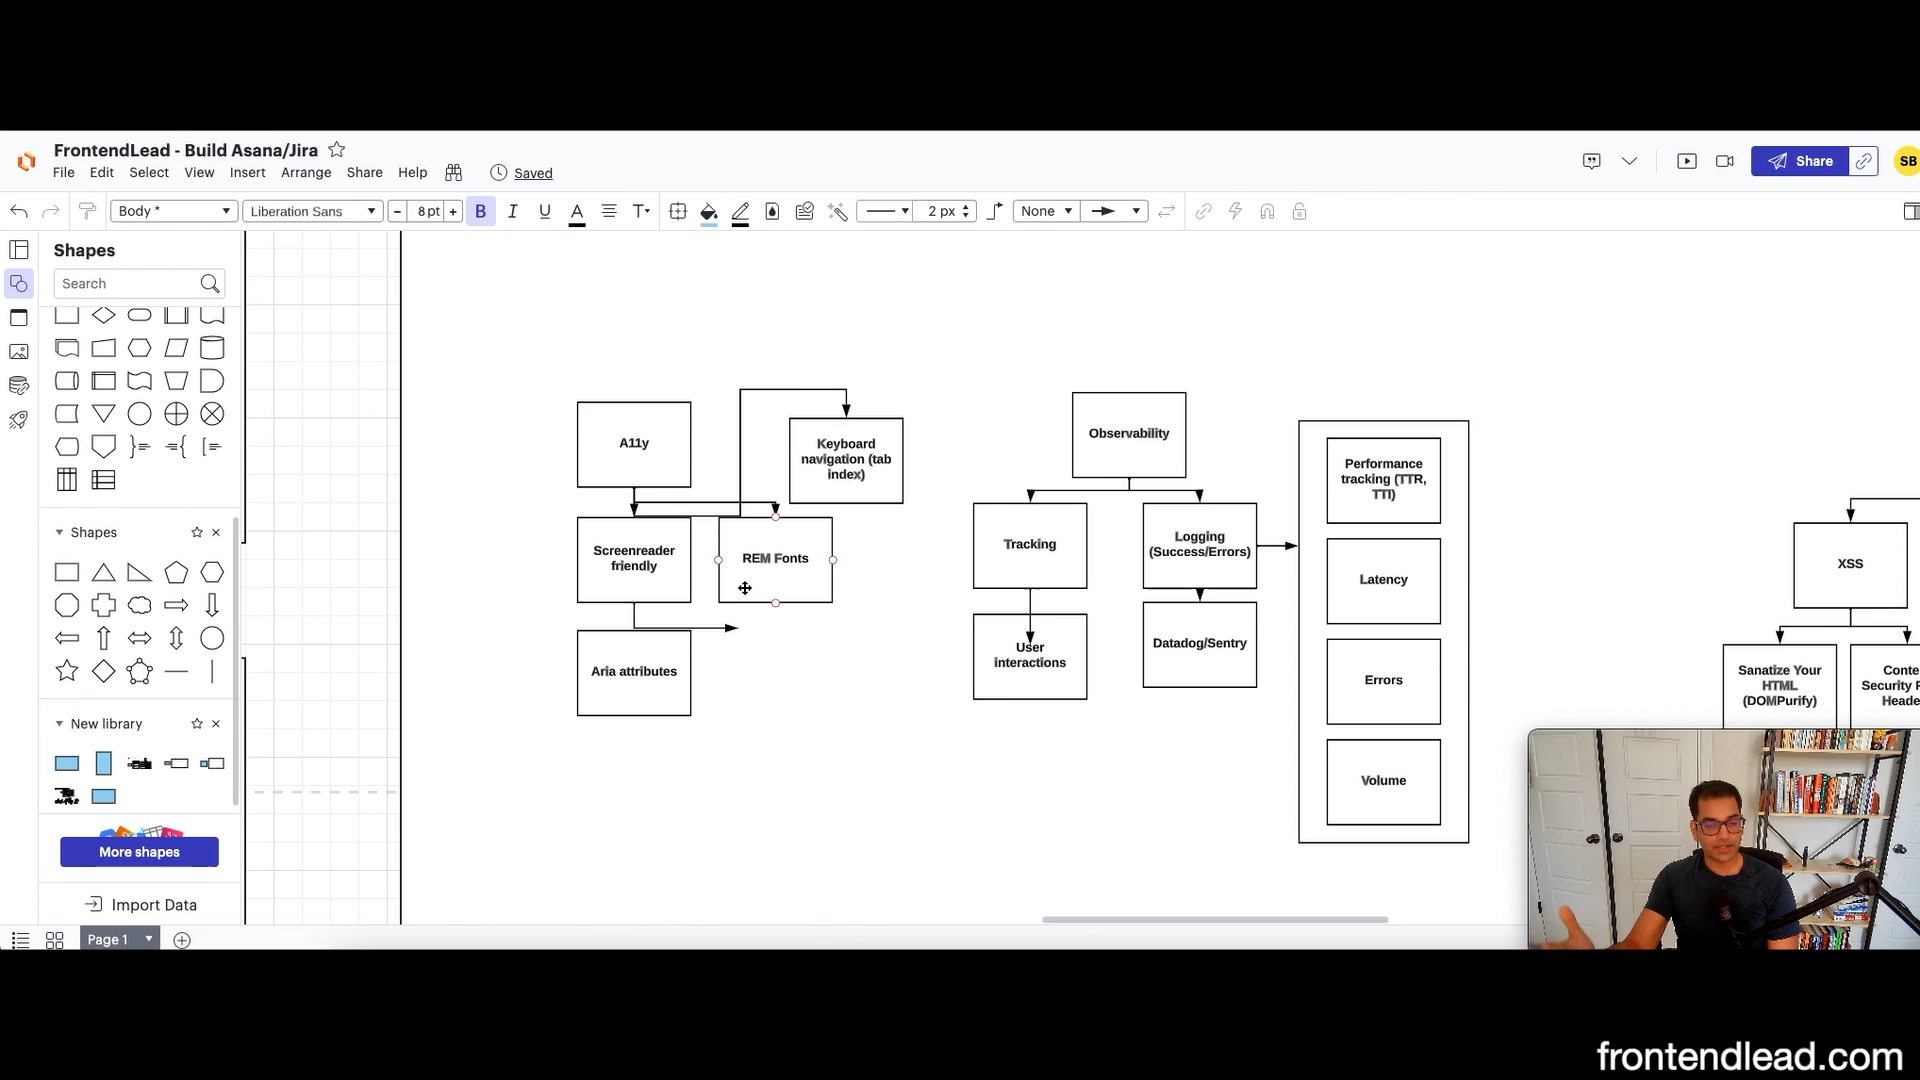 FrontendLead - Build Asana/Jira
File Edit Select View Insert Arrange Share Help Saved
Share
SB
Body *
Liberation Sans
- 8 pt +
B I U A T
2 px
None
Shapes
Search
Shapes
New library
More shapes
Import Data
Page 1
A11y
Keyboard
navigation (tab
index)
Screenreader
friendly
REM Fonts
Aria attributes
Observability
Tracking
Logging
(Success/Errors)
User
interactions
Datadog/Sentry
Performance
tracking (TTR,
TTI)
Latency
Errors
Volume
XSS
Sanatize Your
HTML
(DOMPurify)
Conte
Security P
Heade
frontendlead.com